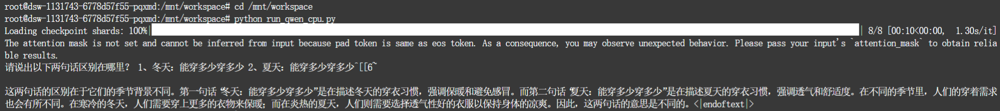 root@dsw-1131743-6778d57f55-pqxmd:/mnt/workspace# cd /mnt/workspace
root@dsw-1131743-6778d57f55-pqxmd:/mnt/workspace# python run_qwen_cpu.py
Loading checkpoint shards: 100%| | 8/8 [00:10<00:00,  1.30s/it]
The attention mask is not set and cannot be inferred from input because pad token is same as eos token. As a consequence, you may observe unexpected behavior. Please pass your input's `attention_mask` to obtain relia
ble results.
请说出以下两句话区别在哪里？ 1、冬天：能穿多少穿多少 2、夏天：能穿多少穿多少^[[6~
这两句话的区别在于它们的季节背景不同。第一句话“冬天：能穿多少穿多少”是在描述冬天的穿衣习惯，强调保暖和避免感冒。而第二句话“夏天：能穿多少穿多少”是在描述夏天的穿衣习惯，强调透气和舒适度。在不同的季节里，人们的穿着需求
也会有所不同。在寒冷的冬天，人们需要穿上更多的衣物来保暖；而在炎热的夏天，人们则需要选择透气性好的衣服以保持身体的凉爽。因此，这两句话的意思是不同的。<|endoftext|>